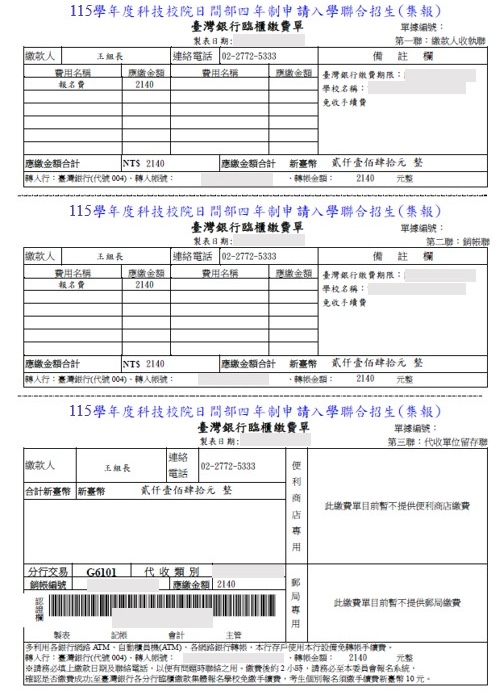 115學年度科技校院日間部四年制申請入學聯合招生(集報)
臺灣銀行臨櫃繳費單 單據編號：
製表日期： 第一聯：繳款人收執聯
繳款人 王組長 連絡電話 02-2772-5333 備 註 欄
費用名稱 應繳金額 費用名稱 應繳金額 臺灣銀行繳費期限：
報名費 2140 學校名稱：
免收手續費
應繳金額合計 NT$ 2140 應繳金額合計 新臺幣 貳仟壹佰肆拾元 整
轉入行：臺灣銀行(代號 004)，轉入帳號： ，轉帳金額： 2140 元整
115學年度科技校院日間部四年制申請入學聯合招生(集報)
臺灣銀行臨櫃繳費單 單據編號：
製表日期： 第二聯：銷帳聯
繳款人 王組長 連絡電話 02-2772-5333 備 註 欄
費用名稱 應繳金額 費用名稱 應繳金額 臺灣銀行繳費期限：
報名費 2140 學校名稱：
免收手續費
應繳金額合計 NT$ 2140 應繳金額合計 新臺幣 貳仟壹佰肆拾元 整
轉入行：臺灣銀行(代號 004)，轉入帳號： ，轉帳金額： 2140 元整
115學年度科技校院日間部四年制申請入學聯合招生(集報)
臺灣銀行臨櫃繳費單 單據編號：
製表日期： 第三聯：代收單位留存聯
繳款人 王組長 連絡電話 02-2772-5333 便利商店專用 此繳費單目前暫不提供便利商店繳費
合計新臺幣 新臺幣 貳仟壹佰肆拾元 整
分行交易 G6101 代 收 類 別 郵局專用 此繳費單目前暫不提供郵局繳費
銷帳編號 應繳金額 2140
認證欄
製表 記帳 會計 主管
多利用各銀行網路 ATM、自動櫃員機(ATM)、各網路銀行轉帳，本行存戶使用本行設備免轉帳手續費。
轉入行：臺灣銀行(代號 004)，轉入帳號： ，轉帳金額： 2140 元整
※請務必填上繳款日期及聯絡電話，以便有問題時聯絡之用。繳費後約 2 小時，請務必至本委員會報名系統，
確認是否繳費成功;至臺灣銀行各分行臨櫃繳款集體報名學校免繳手續費，考生個別報名須繳手續費新臺幣 10 元。